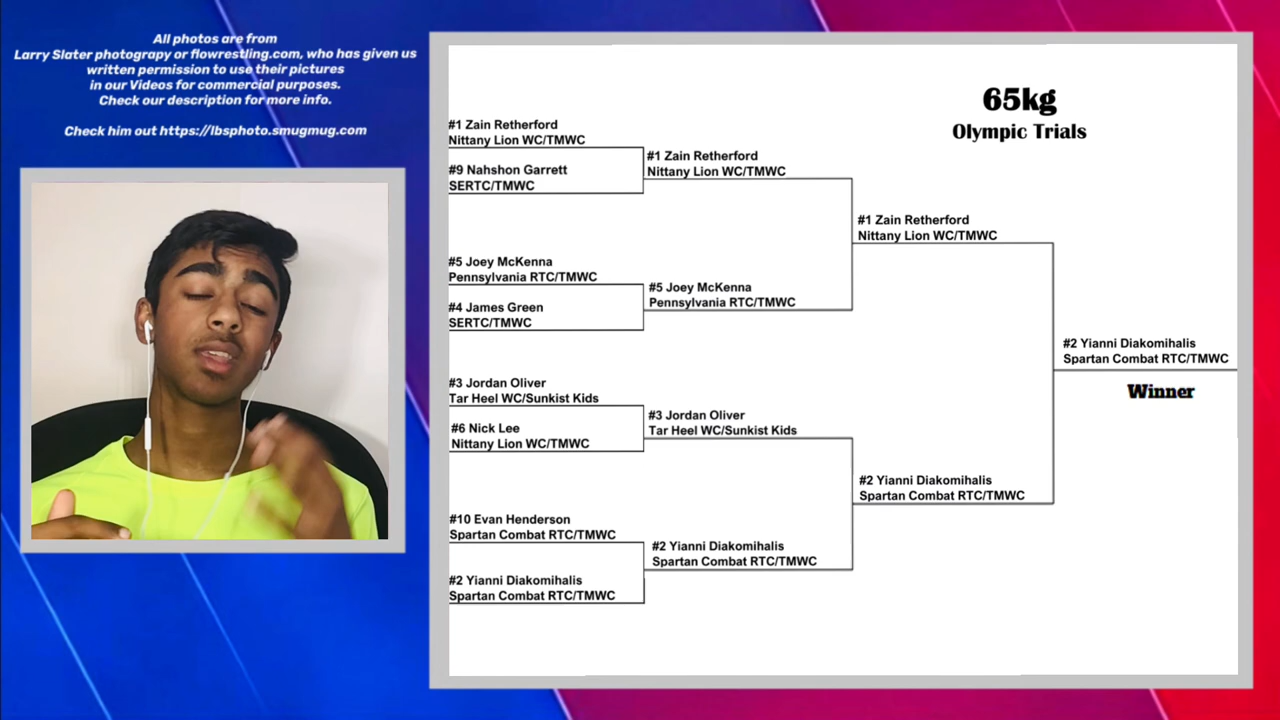 All photos are from
Larry Slater photograpy or flowrestling.com, who has given us
written permission to use their pictures
in our Videos for commercial purposes.
Check our description for more info.
Check him out https://lbsphoto.smugmug.com
65kg
Olympic Trials
#1 Zain Retherford
Nittany Lion WC/TMWC
#9 Nahshon Garrett
SERTC/TMWC
#5 Joey McKenna
Pennsylvania RTC/TMWC
#4 James Green
SERTC/TMWC
#3 Jordan Oliver
Tar Heel WC/Sunkist Kids
#6 Nick Lee
Nittany Lion WC/TMWC
#10 Evan Henderson
Spartan Combat RTC/TMWC
#2 Yianni Diakomihalis
Spartan Combat RTC/TMWC
#1 Zain Retherford
Nittany Lion WC/TMWC
#5 Joey McKenna
Pennsylvania RTC/TMWC
#3 Jordan Oliver
Tar Heel WC/Sunkist Kids
#2 Yianni Diakomihalis
Spartan Combat RTC/TMWC
#1 Zain Retherford
Nittany Lion WC/TMWC
#2 Yianni Diakomihalis
Spartan Combat RTC/TMWC
#2 Yianni Diakomihalis
Spartan Combat RTC/TMWC
Winner